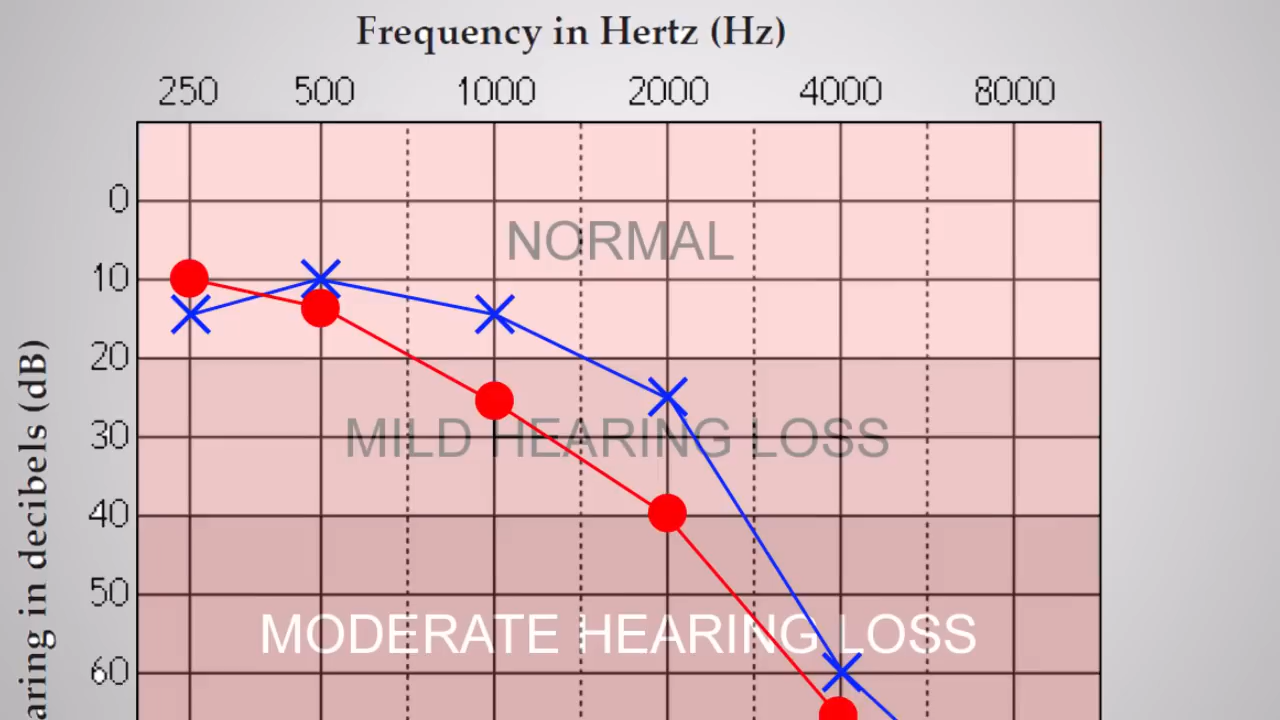 Frequency in Hertz (Hz)
250 500 1000 2000 4000 8000
0
NORMAL
10
20
MILD HEARING LOSS
30
40
50
MODERATE HEARING LOSS
60
aring in decibels (dB)